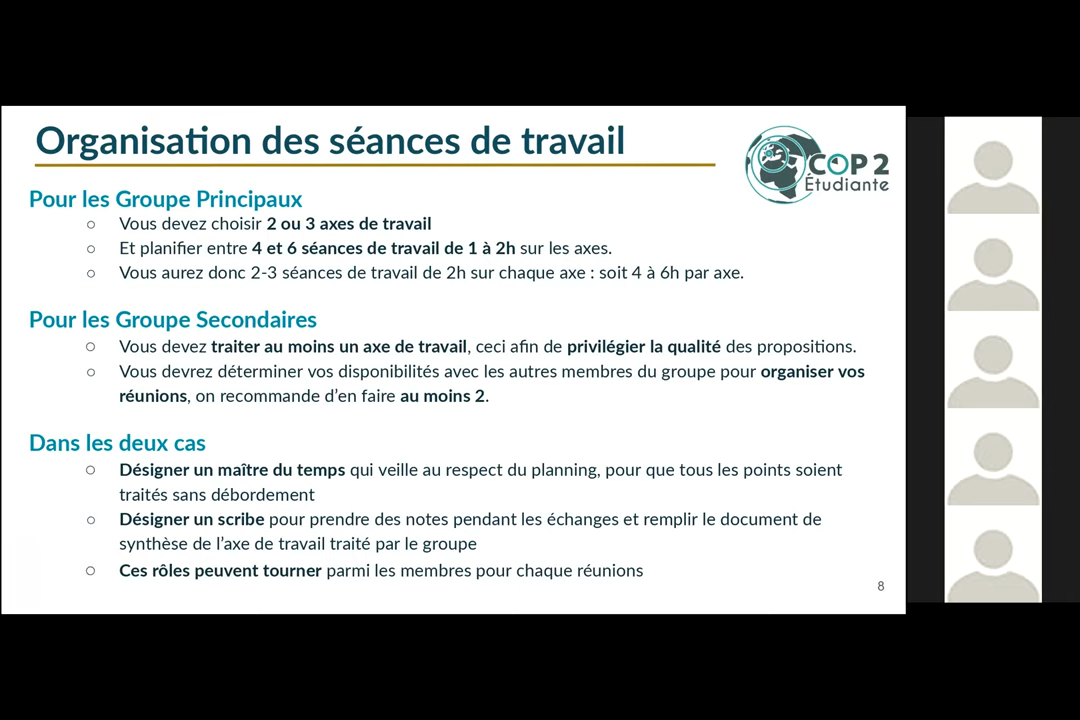 Organisation des séances de travail
COP 2
Étudiante
Pour les Groupe Principaux
○ Vous devez choisir 2 ou 3 axes de travail
○ Et planifier entre 4 et 6 séances de travail de 1 à 2h sur les axes.
○ Vous aurez donc 2-3 séances de travail de 2h sur chaque axe : soit 4 à 6h par axe.
Pour les Groupe Secondaires
○ Vous devez traiter au moins un axe de travail, ceci afin de privilégier la qualité des propositions.
○ Vous devrez déterminer vos disponibilités avec les autres membres du groupe pour organiser vos
réunions, on recommande d’en faire au moins 2.
Dans les deux cas
○ Désigner un maître du temps qui veille au respect du planning, pour que tous les points soient
traités sans débordement
○ Désigner un scribe pour prendre des notes pendant les échanges et remplir le document de
synthèse de l’axe de travail traité par le groupe
○ Ces rôles peuvent tourner parmi les membres pour chaque réunions
8